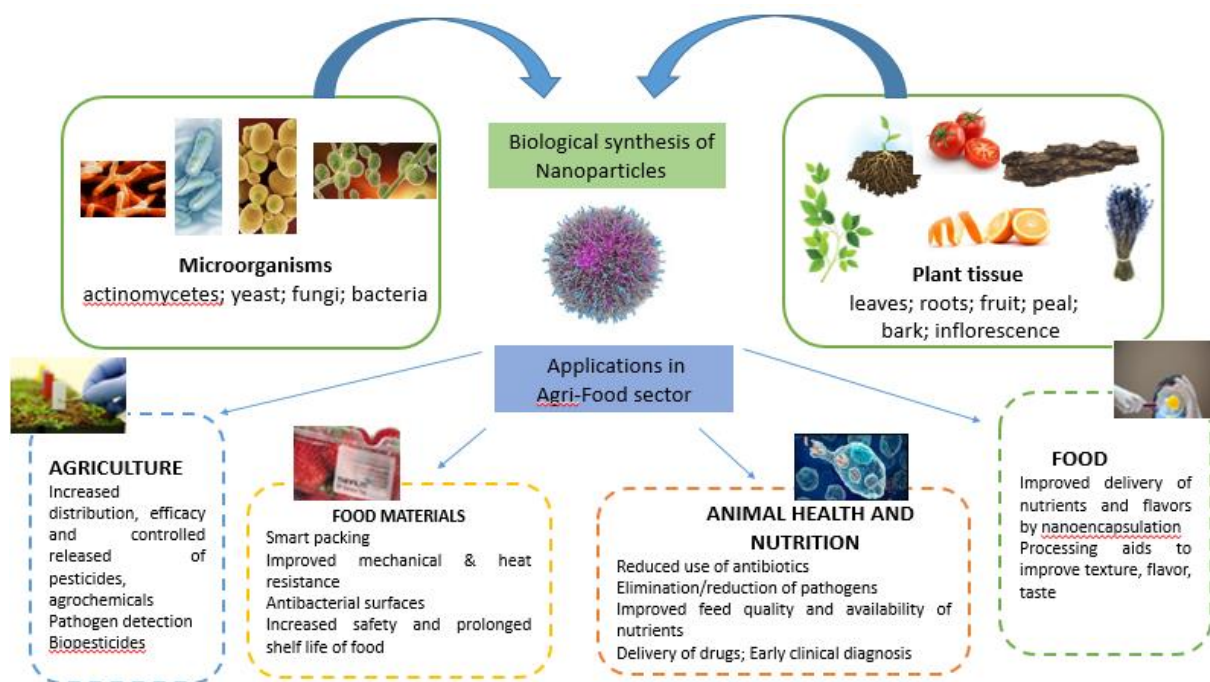 Biological synthesis of
Nanoparticles
Microorganisms
actinomycetes; yeast; fungi; bacteria
Plant tissue
leaves; roots; fruit; peal;
bark; inflorescence
Applications in
Agri-Food sector
AGRICULTURE
Increased
distribution, efficacy
and controlled
released of
pesticides,
agrochemicals
Pathogen detection
Biopesticides
FOOD MATERIALS
Smart packing
Improved mechanical & heat
resistance
Antibacterial surfaces
Increased safety and prolonged
shelf life of food
ANIMAL HEALTH AND
NUTRITION
Reduced use of antibiotics
Elimination/reduction of pathogens
Improved feed quality and availability of
nutrients
Delivery of drugs; Early clinical diagnosis
FOOD
Improved delivery of
nutrients and flavors
by nanoencapsulation
Processing aids to
improve texture, flavor,
taste